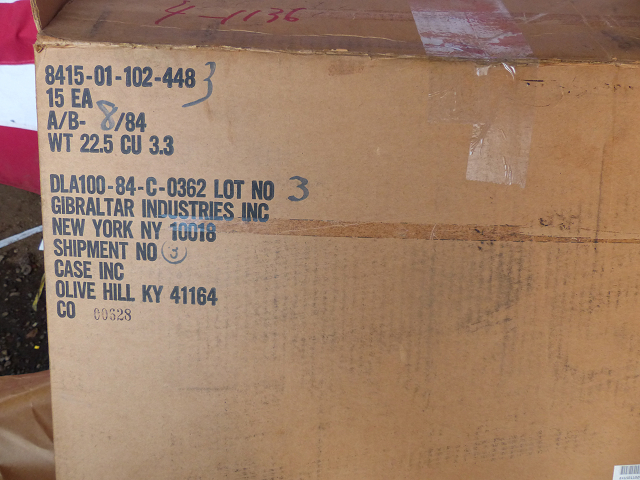 4-1136
8415-01-102-4483
15 EA
A/B- 8/84
WT 22.5 CU 3.3
DLA100-84-C-0362 LOT NO 3
GIBRALTAR INDUSTRIES INC
NEW YORK NY 10018
SHIPMENT NO 3
CASE INC
OLIVE HILL KY 41164
CO 00628